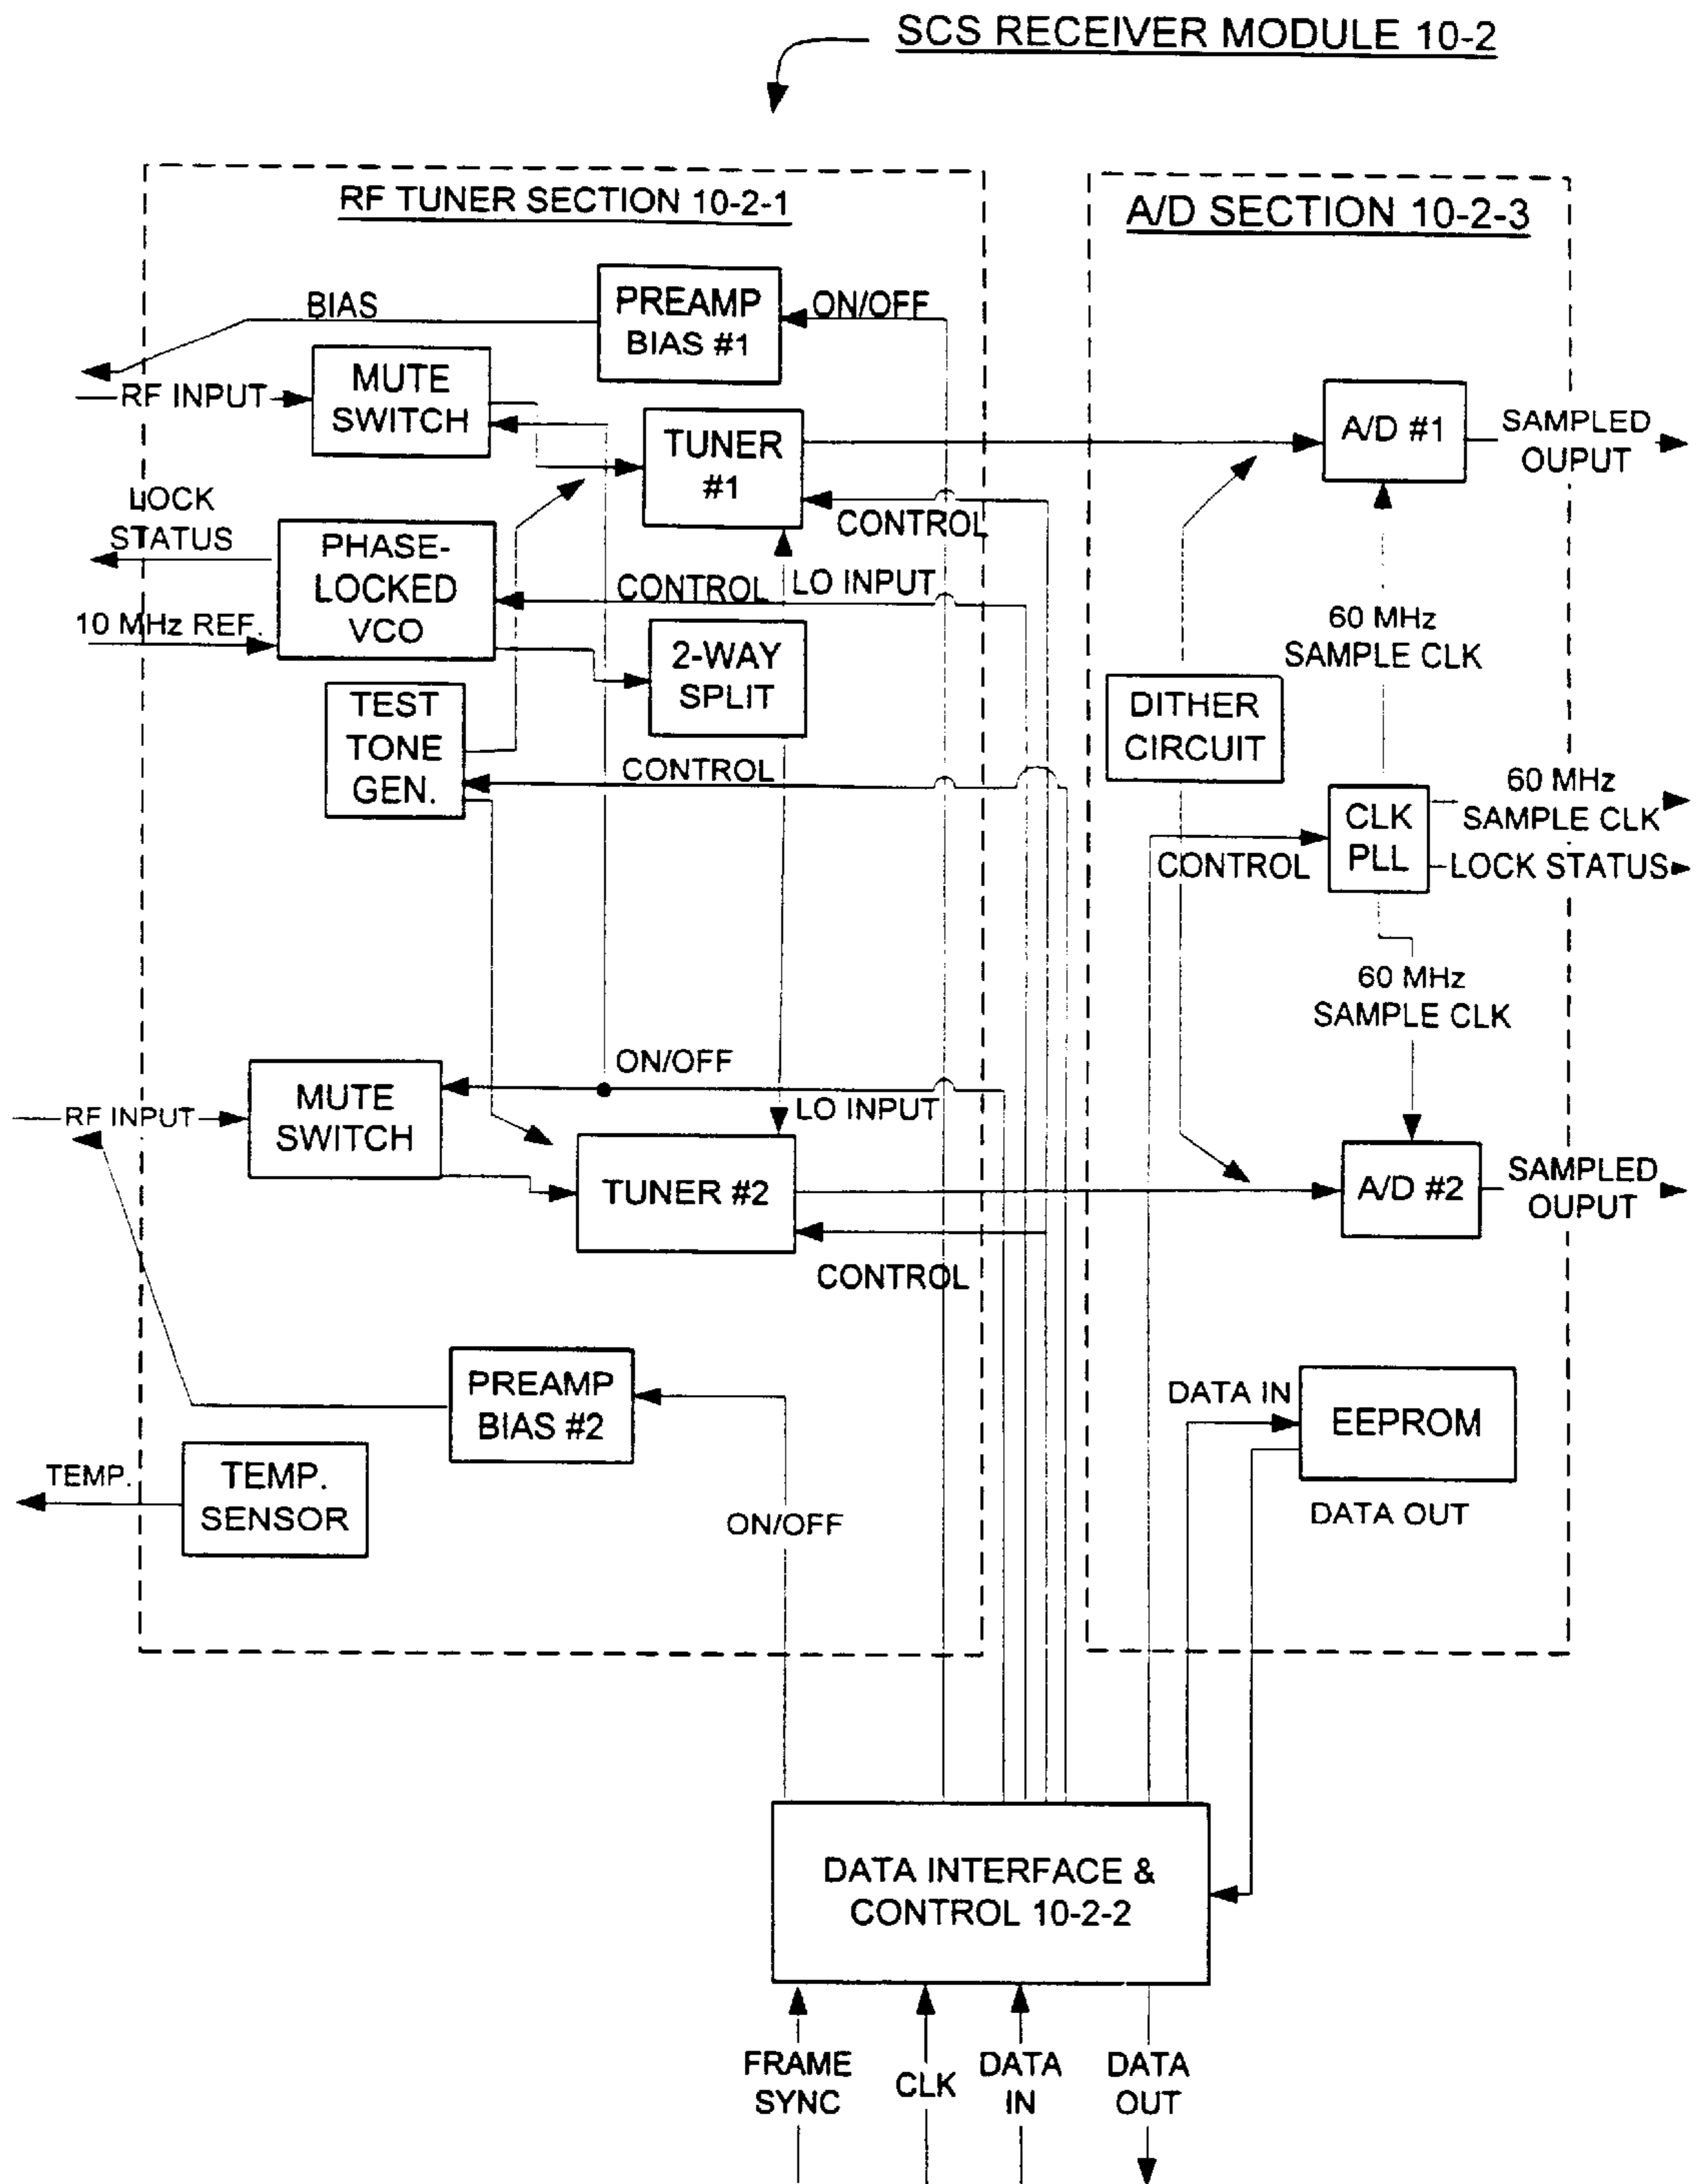 SCS RECEIVER MODULE 10-2
RF TUNER SECTION 10-2-1
A/D SECTION 10-2-3
BIAS
PREAMP
BIAS #1
ON/OFF
RF INPUT
MUTE
SWITCH
TUNER
#1
A/D #1
SAMPLED
OUPUT
LOCK
STATUS
CONTROL
PHASE-
LOCKED
VCO
CONTROL
LO INPUT
10 MHz REF.
60 MHz
SAMPLE CLK
2-WAY
SPLIT
TEST
TONE
GEN.
CONTROL
DITHER
CIRCUIT
CLK
PLL
60 MHz
SAMPLE CLK
CONTROL
LOCK STATUS
60 MHz
SAMPLE CLK
ON/OFF
RF INPUT
MUTE
SWITCH
LO INPUT
TUNER #2
A/D #2
SAMPLED
OUPUT
CONTROL
PREAMP
BIAS #2
DATA IN
EEPROM
TEMP.
TEMP.
SENSOR
DATA OUT
ON/OFF
DATA INTERFACE &
CONTROL 10-2-2
FRAME
SYNC
CLK
DATA
IN
DATA
OUT